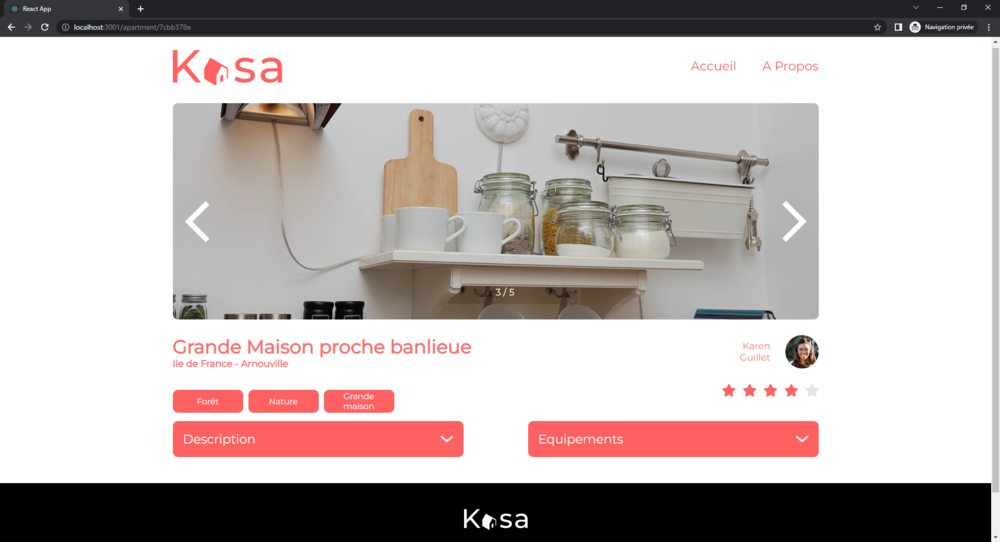 React App
localhost:3001/apartment/7cbb378e
Navigation privée
Kasa
Accueil
A Propos
3 / 5
Grande Maison proche banlieue
Ile de France - Arnouville
Karen
Guillet
Forêt
Nature
Grande
maison
Description
Equipements
Kasa